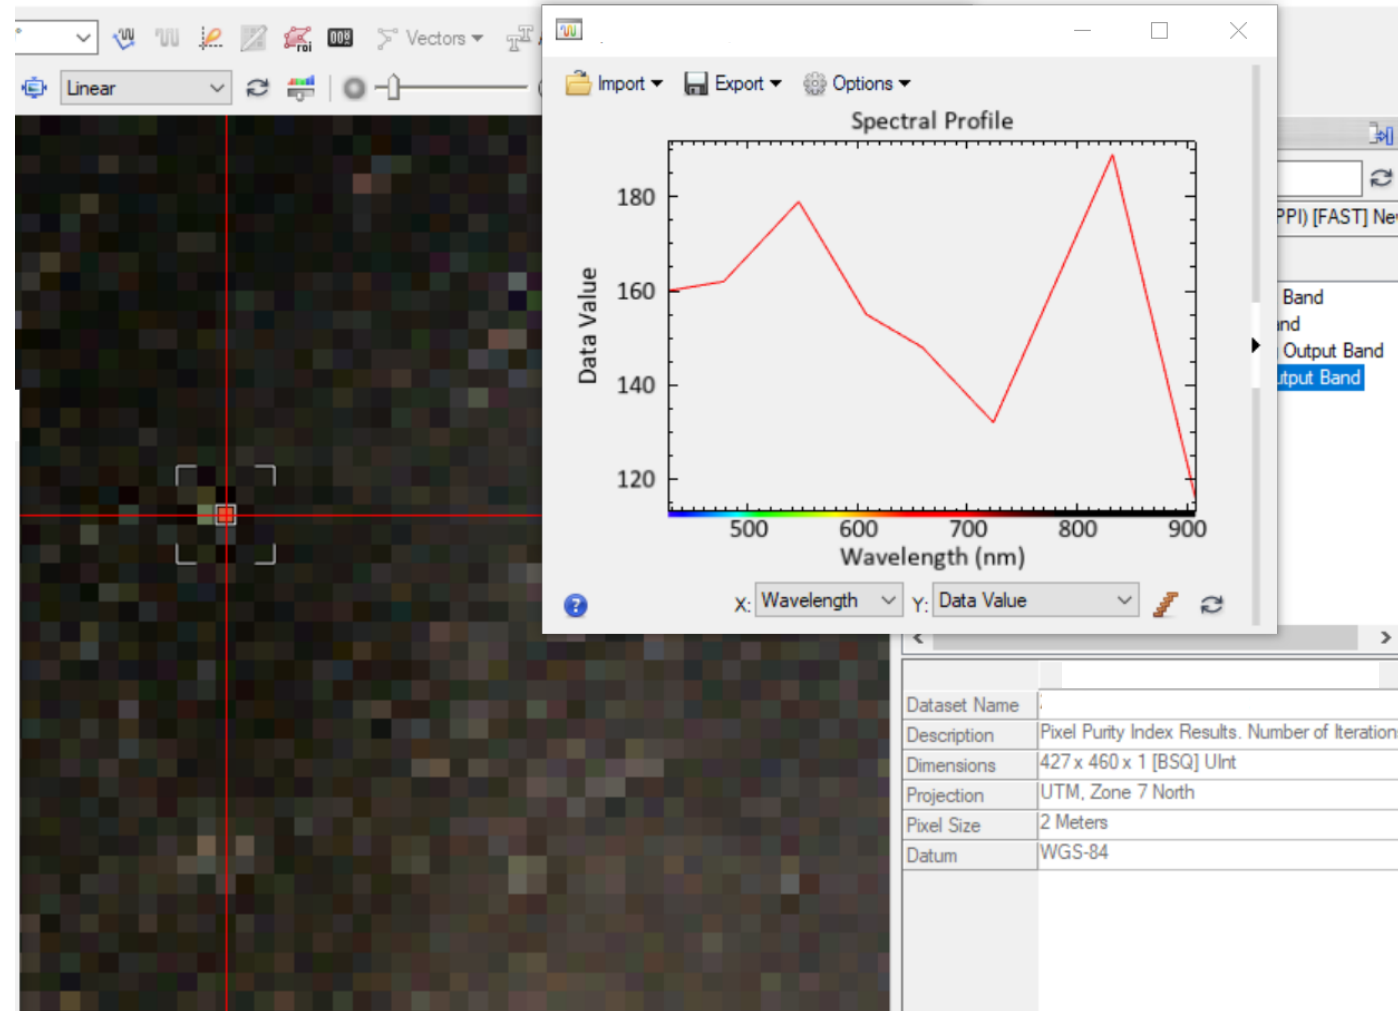 °
roi
Vectors
Linear
Import
Export
Options
Spectral Profile
180
160
140
120
Data Value
500
600
700
800
900
Wavelength (nm)
X: Wavelength
Y: Data Value
PPI) [FAST] Ne
Band
and
Output Band
utput Band
Dataset Name
Description
Pixel Purity Index Results. Number of Iteration
Dimensions
427 x 460 x 1 [BSQ] UInt
Projection
UTM, Zone 7 North
Pixel Size
2 Meters
Datum
WGS-84